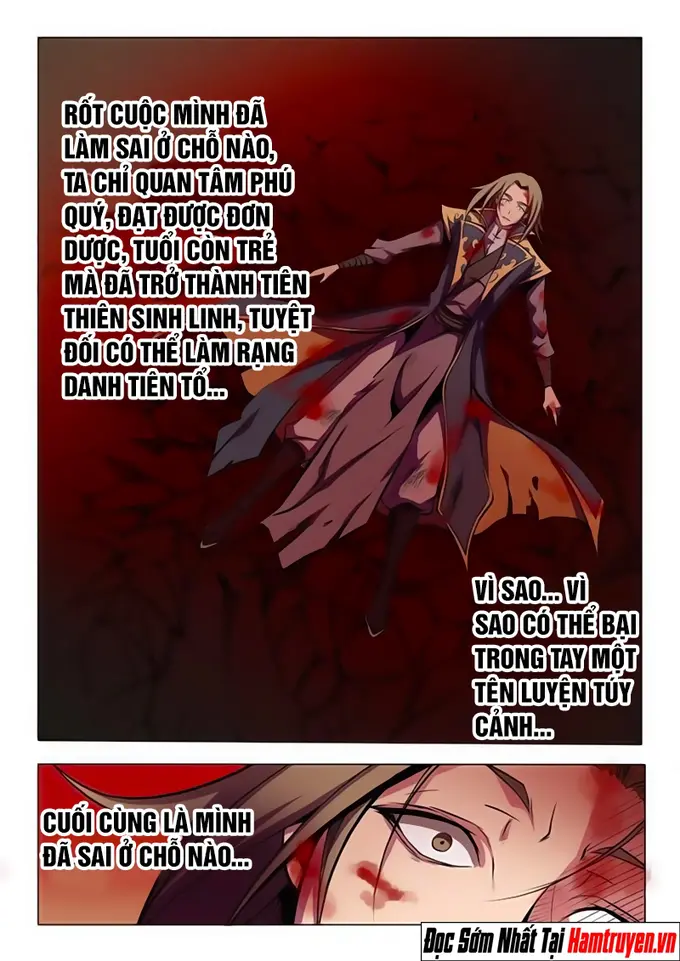 RỐT CUỘC MÌNH ĐÃ
LÀM SAI Ở CHỖ NÀO,
TA CHỈ QUAN TÂM PHÚ
QUÝ, ĐẠT ĐƯỢC ĐƠN
DƯỢC, TUỔI CÒN TRẺ
MÀ ĐÃ TRỞ THÀNH TIÊN
THIÊN SINH LINH, TUYỆT
ĐỐI CÓ THỂ LÀM RẠNG
DANH TIÊN TỔ...
VÌ SAO... VÌ
SAO CÓ THỂ BẠI
TRONG TAY MỘT
TÊN LUYỆN TÚY
CẢNH...
CUỐI CÙNG LÀ MÌNH
ĐÃ SAI Ở CHỖ NÀO...
Đọc Sớm Nhất Tại Hamtruyen.vn